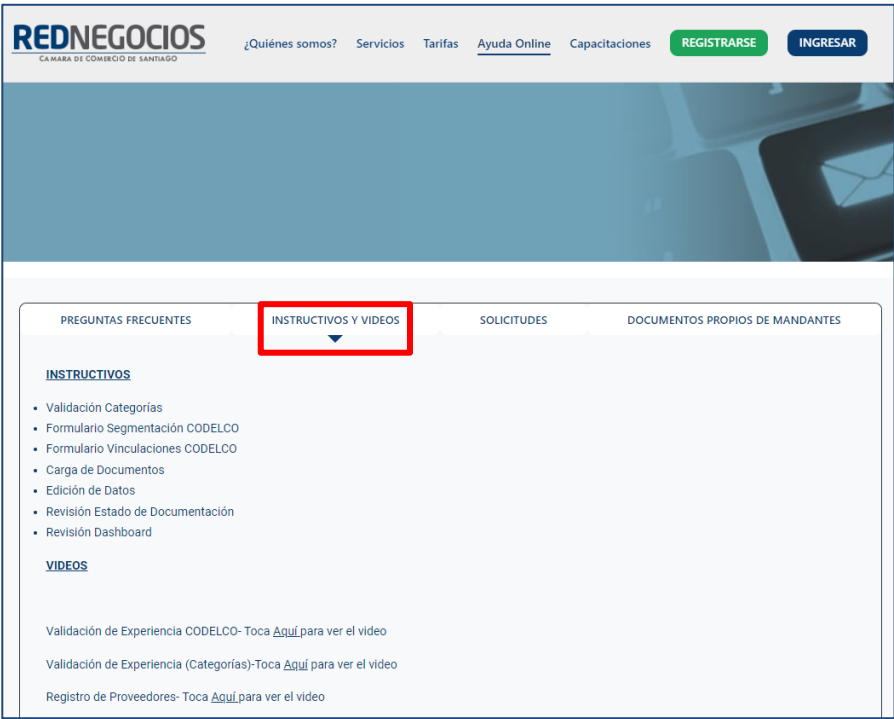 REDNEGOCIOS
CAMARA DE COMERCIO DE SANTIAGO
¿Quiénes somos? Servicios Tarifas Ayuda Online Capacitaciones REGISTRARSE INGRESAR
PREGUNTAS FRECUENTES INSTRUCTIVOS Y VIDEOS SOLICITUDES DOCUMENTOS PROPIOS DE MANDANTES
INSTRUCTIVOS
• Validación Categorías
• Formulario Segmentación CODELCO
• Formulario Vinculaciones CODELCO
• Carga de Documentos
• Edición de Datos
• Revisión Estado de Documentación
• Revisión Dashboard
VIDEOS
Validación de Experiencia CODELCO- Toca Aquí para ver el video
Validación de Experiencia (Categorías)-Toca Aquí para ver el video
Registro de Proveedores- Toca Aquí para ver el video